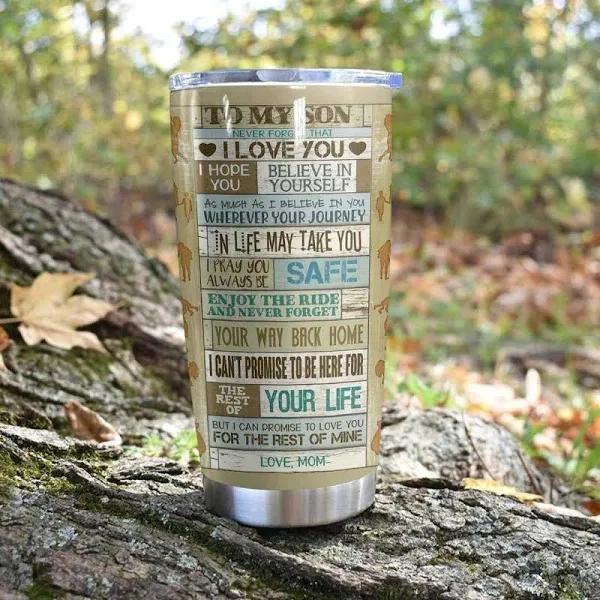 TO MY SON
NEVER FORGET THAT
I LOVE YOU
I HOPE YOU BELIEVE IN YOURSELF
AS MUCH AS I BELIEVE IN YOU
WHEREVER YOUR JOURNEY
IN LIFE MAY TAKE YOU
I PRAY YOU ALWAYS BE SAFE
ENJOY THE RIDE
AND NEVER FORGET
YOUR WAY BACK HOME
I CAN'T PROMISE TO BE HERE FOR
THE REST OF YOUR LIFE
BUT I CAN PROMISE TO LOVE YOU
FOR THE REST OF MINE
LOVE, MOM